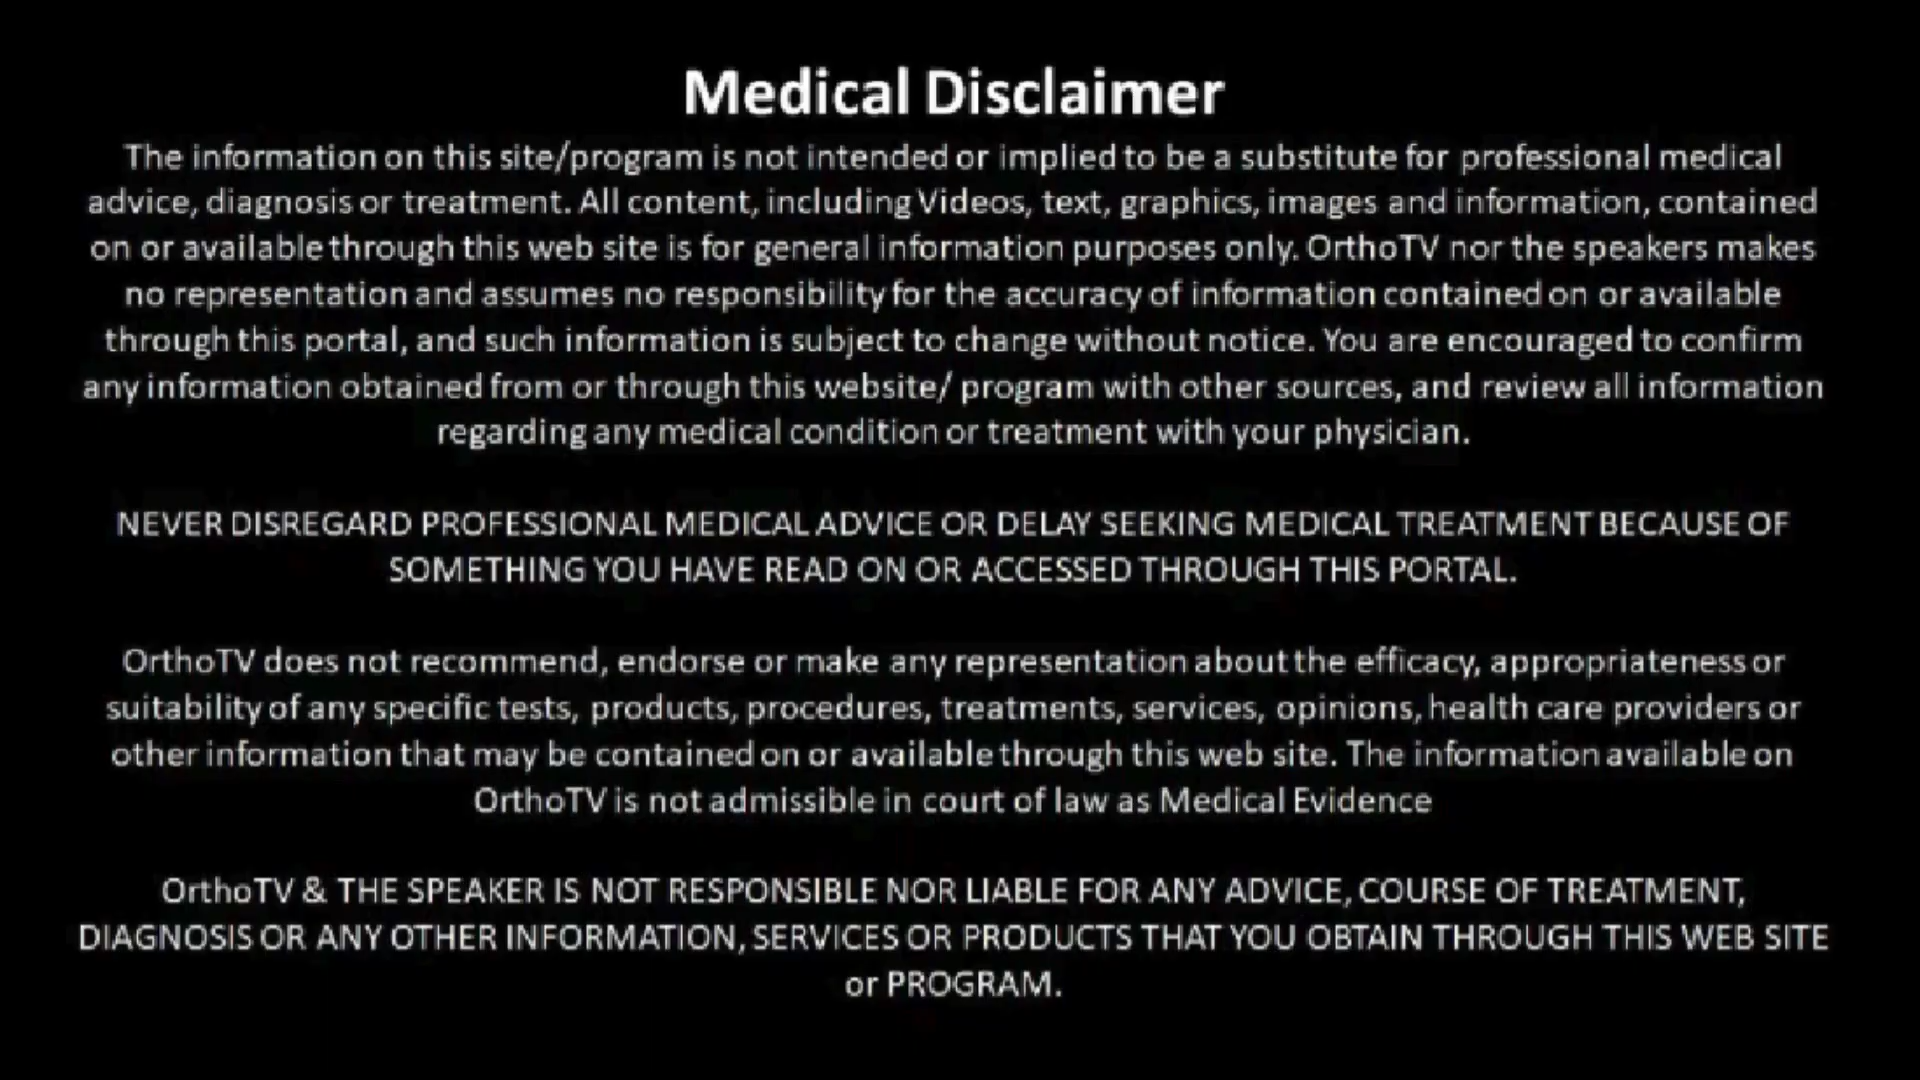 Medical Disclaimer
The information on this site/program is not intended or implied to be a substitute for professional medical
advice, diagnosis or treatment. All content, including Videos, text, graphics, images and information, contained
on or available through this web site is for general information purposes only. OrthoTV nor the speakers makes
no representation and assumes no responsibility for the accuracy of information contained on or available
through this portal, and such information is subject to change without notice. You are encouraged to confirm
any information obtained from or through this website/ program with other sources, and review all information
regarding any medical condition or treatment with your physician.
NEVER DISREGARD PROFESSIONAL MEDICAL ADVICE OR DELAY SEEKING MEDICAL TREATMENT BECAUSE OF
SOMETHING YOU HAVE READ ON OR ACCESSED THROUGH THIS PORTAL.
OrthoTV does not recommend, endorse or make any representation about the efficacy, appropriateness or
suitability of any specific tests, products, procedures, treatments, services, opinions, health care providers or
other information that may be contained on or available through this web site. The information available on
OrthoTV is not admissible in court of law as Medical Evidence
OrthoTV & THE SPEAKER IS NOT RESPONSIBLE NOR LIABLE FOR ANY ADVICE, COURSE OF TREATMENT,
DIAGNOSIS OR ANY OTHER INFORMATION, SERVICES OR PRODUCTS THAT YOU OBTAIN THROUGH THIS WEB SITE
or PROGRAM.